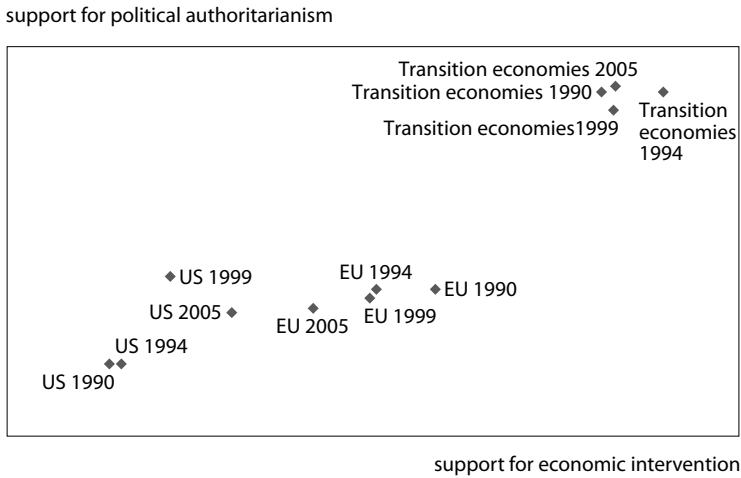 support for political authoritarianism
Transition economies 2005
Transition economies 1990
Transition economies1999
Transition
economies
1994
US 1999
EU 1994
EU 1990
US 2005
EU 2005
EU 1999
US 1994
US 1990
support for economic intervention